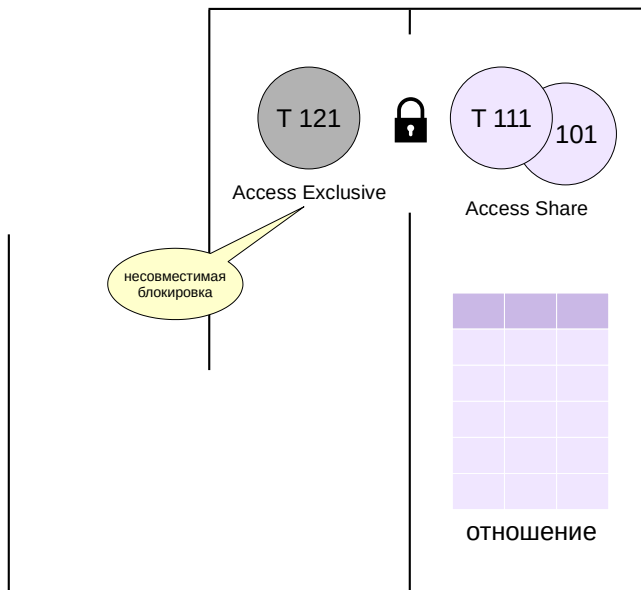 T 121
T 111
101
Access Exclusive
Access Share
несовместимая
блокировка
отношение